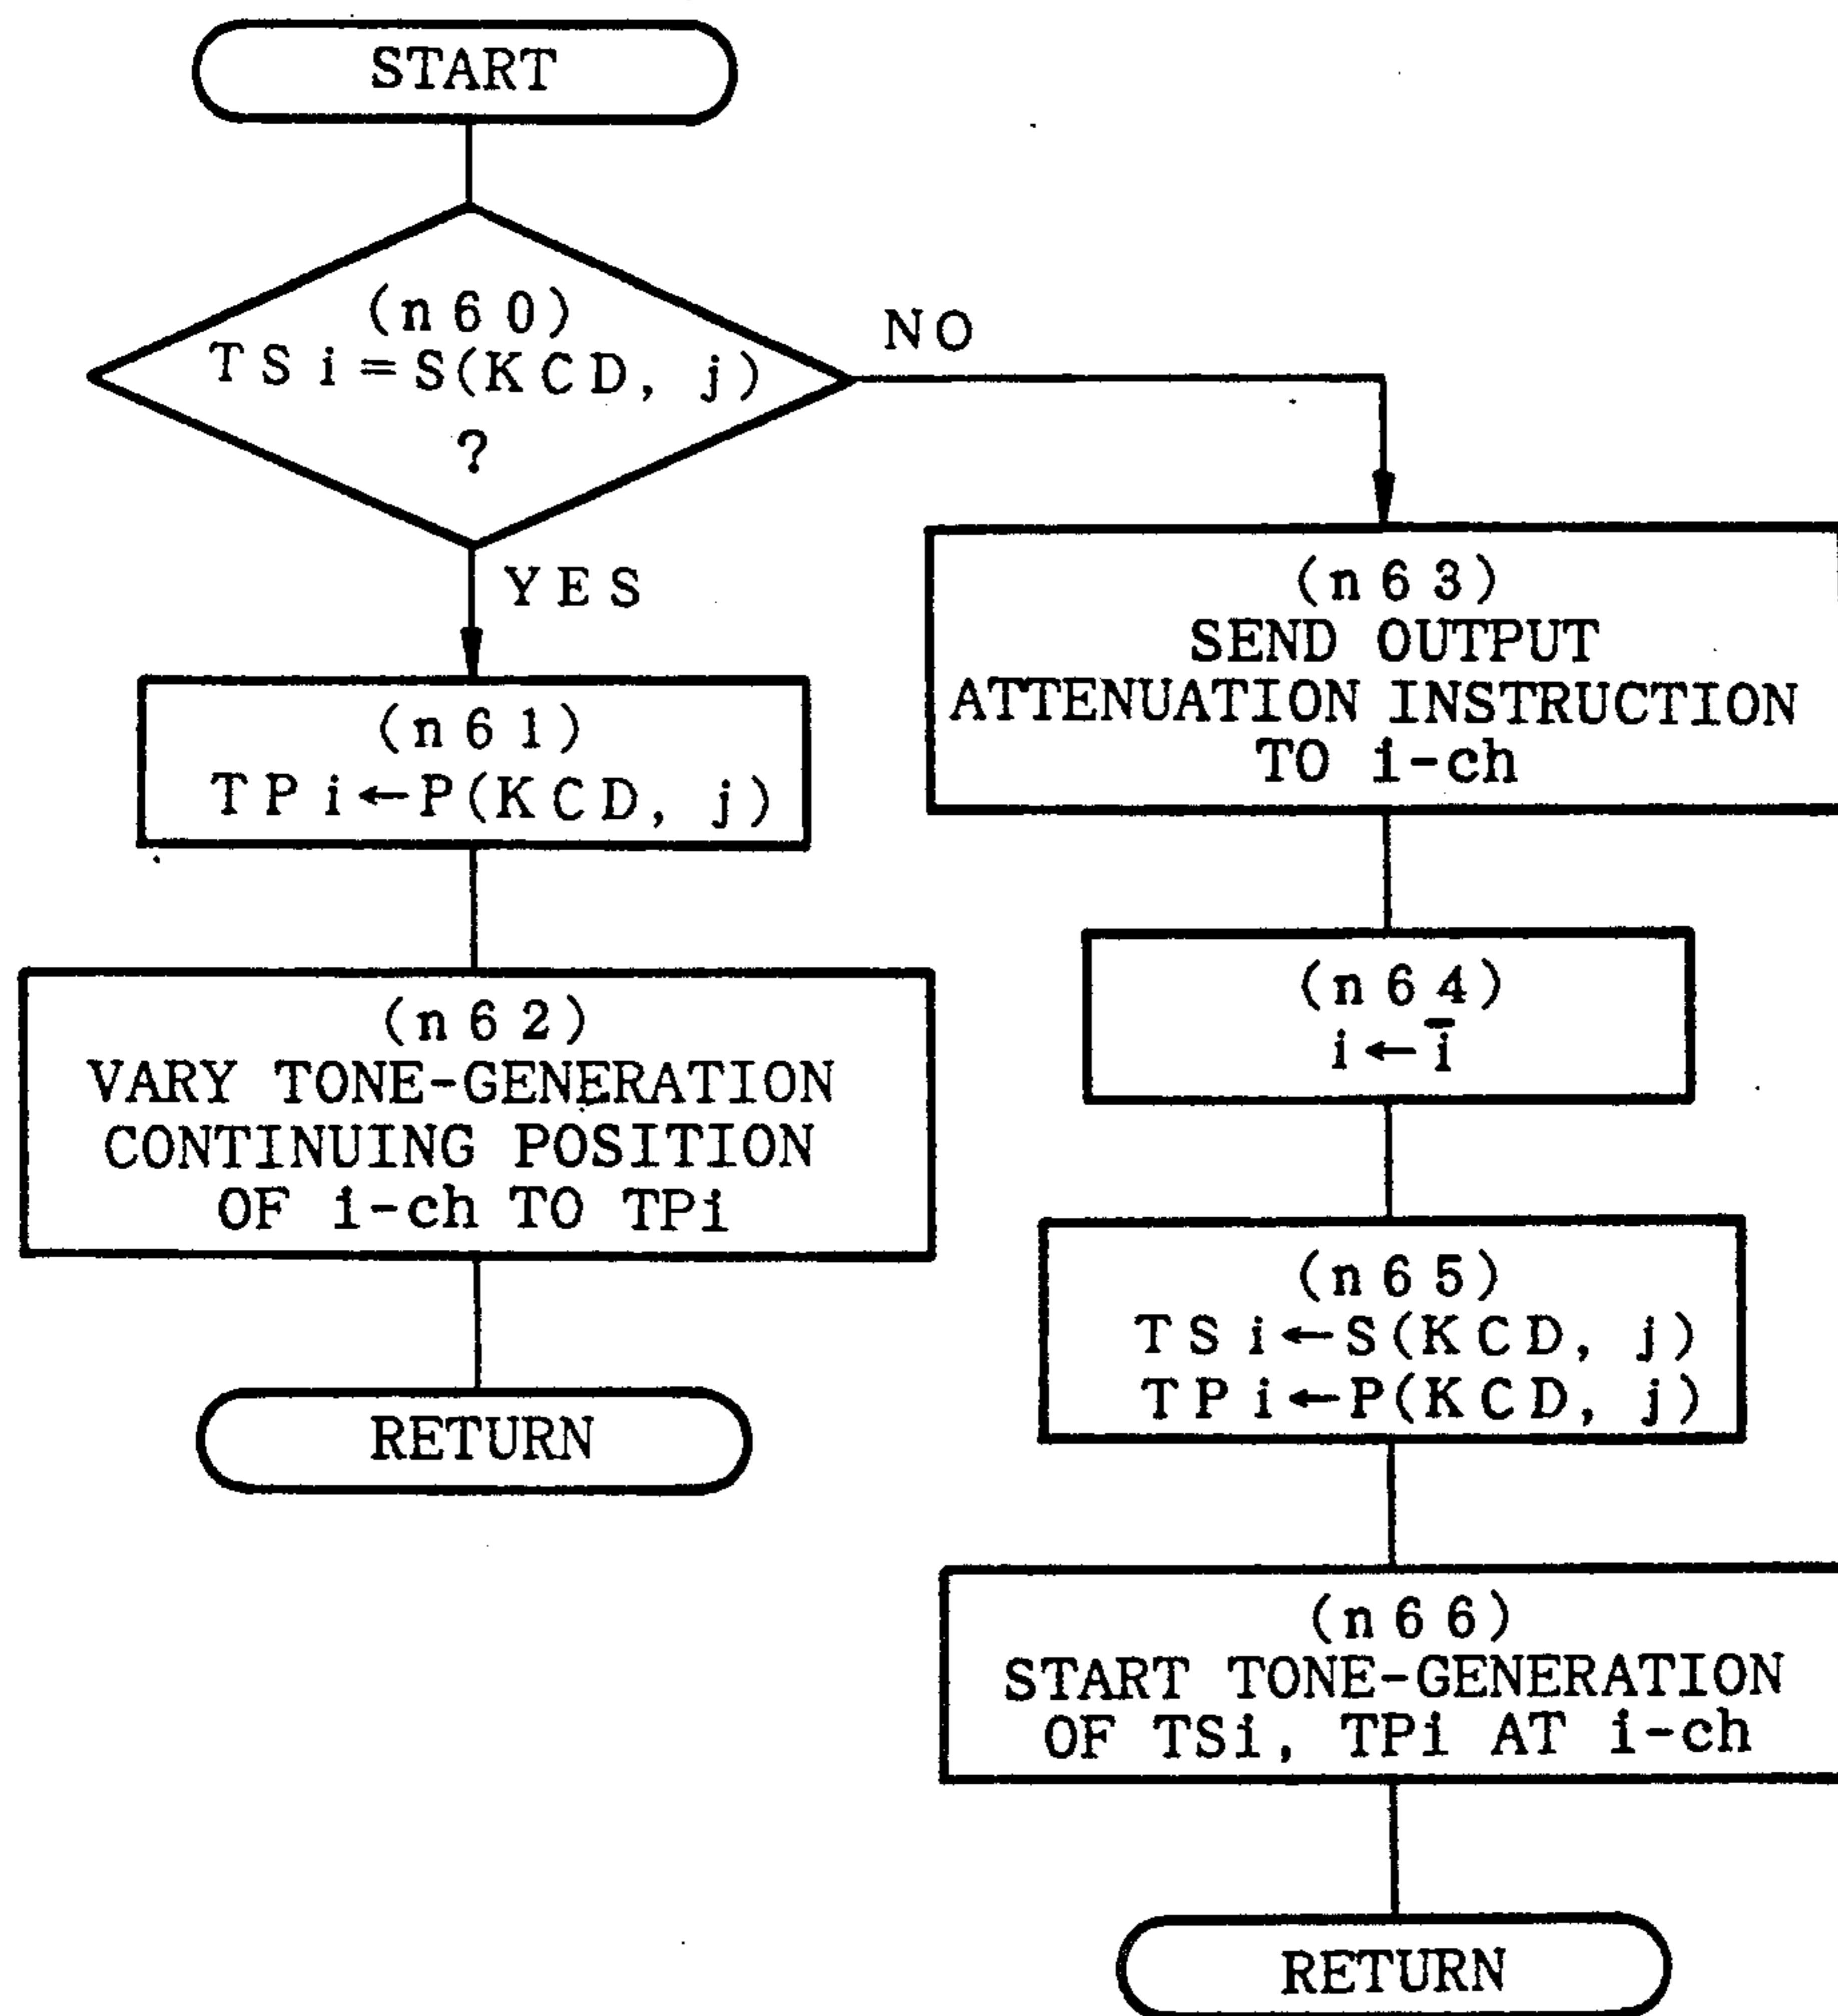 START
(n60)
TSi=S(KCD, j)
?
NO
YES
(n61)
TPi←P(KCD, j)
(n62)
VARY TONE-GENERATION
CONTINUING POSITION
OF i-ch TO TPi
RETURN
(n63)
SEND OUTPUT
ATTENUATION INSTRUCTION
TO i-ch
(n64)
i←i̅
(n65)
TSi←S(KCD, j)
TPi←P(KCD, j)
(n66)
START TONE-GENERATION
OF TSi, TPi AT i-ch
RETURN